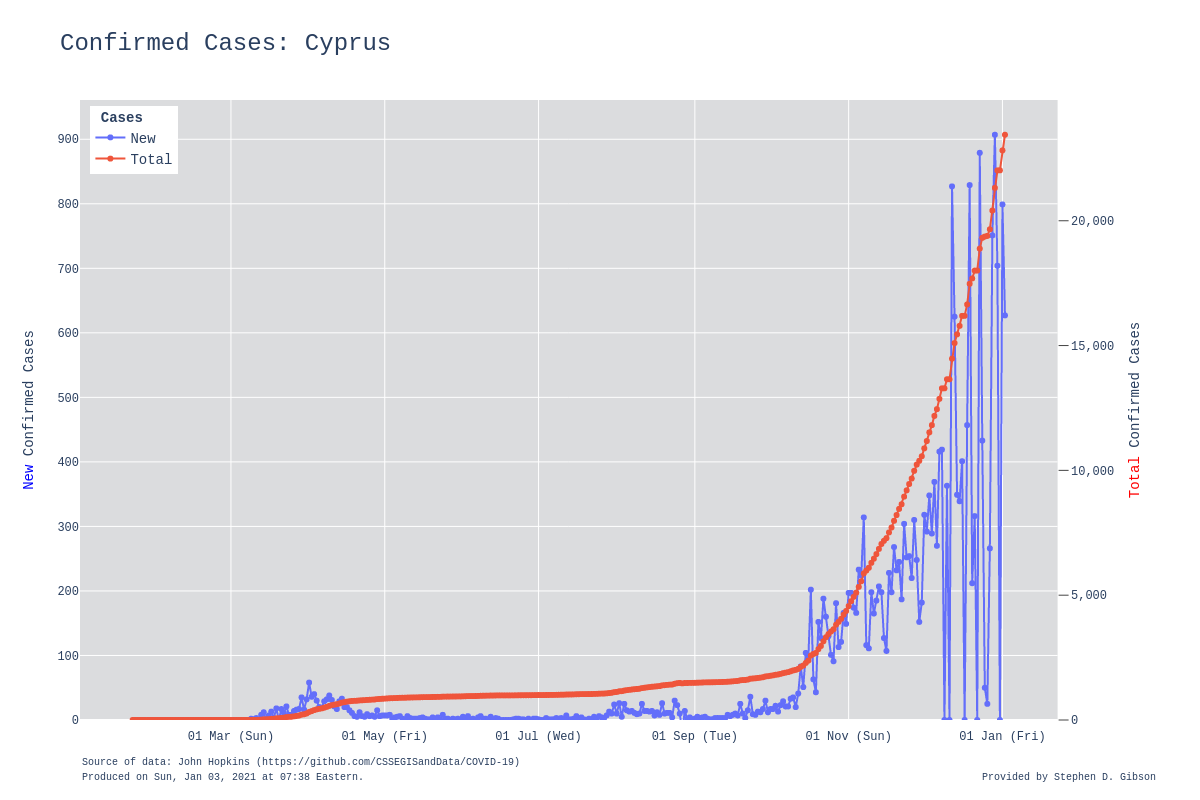 Confirmed Cases: Cyprus
Cases
New
Total
900
800
700
600
500
400
300
200
100
0
New Confirmed Cases
20,000
15,000
10,000
5,000
0
Total Confirmed Cases
01 Mar (Sun)
01 May (Fri)
01 Jul (Wed)
01 Sep (Tue)
01 Nov (Sun)
01 Jan (Fri)
Source of data: John Hopkins (https://github.com/CSSEGISandData/COVID-19)
Produced on Sun, Jan 03, 2021 at 07:38 Eastern.
Provided by Stephen D. Gibson